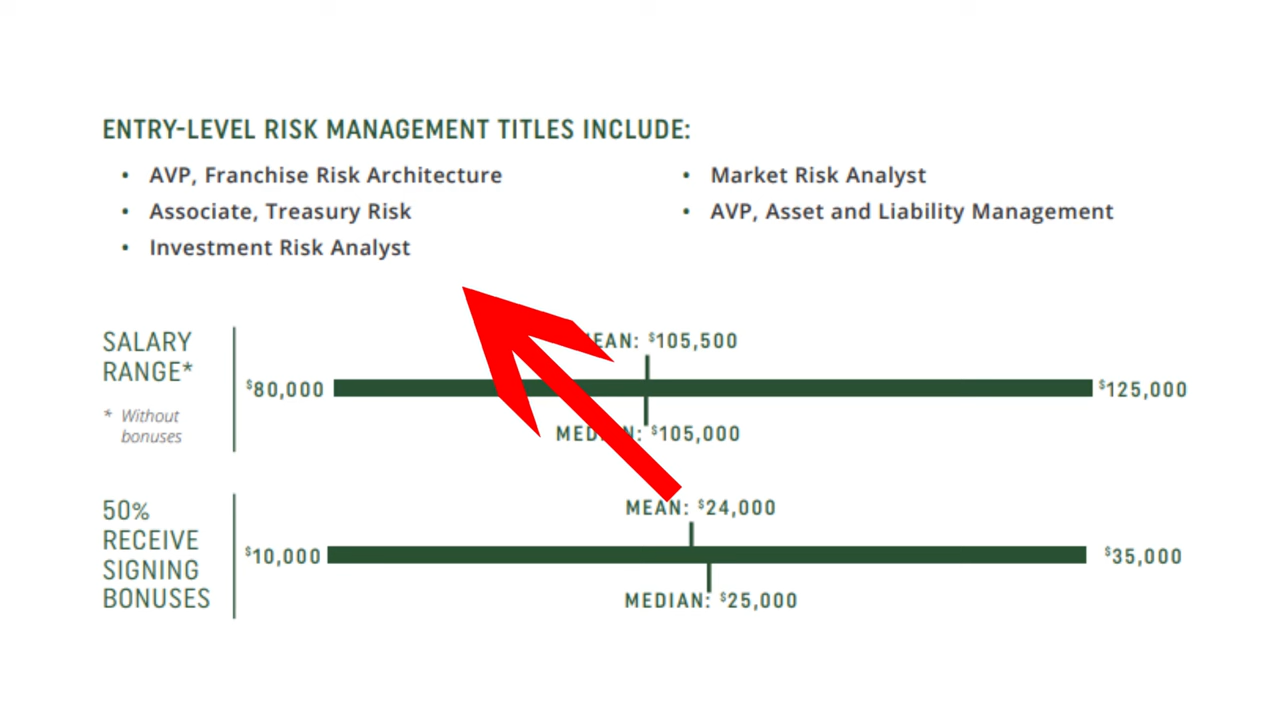 ENTRY-LEVEL RISK MANAGEMENT TITLES INCLUDE:
• AVP, Franchise Risk Architecture
• Associate, Treasury Risk
• Investment Risk Analyst
• Market Risk Analyst
• AVP, Asset and Liability Management
SALARY
RANGE*
* Without
bonuses
$80,000
MEAN: $105,500
MEDIAN: $105,000
$125,000
50%
RECEIVE
SIGNING
BONUSES
$10,000
MEAN: $24,000
MEDIAN: $25,000
$35,000